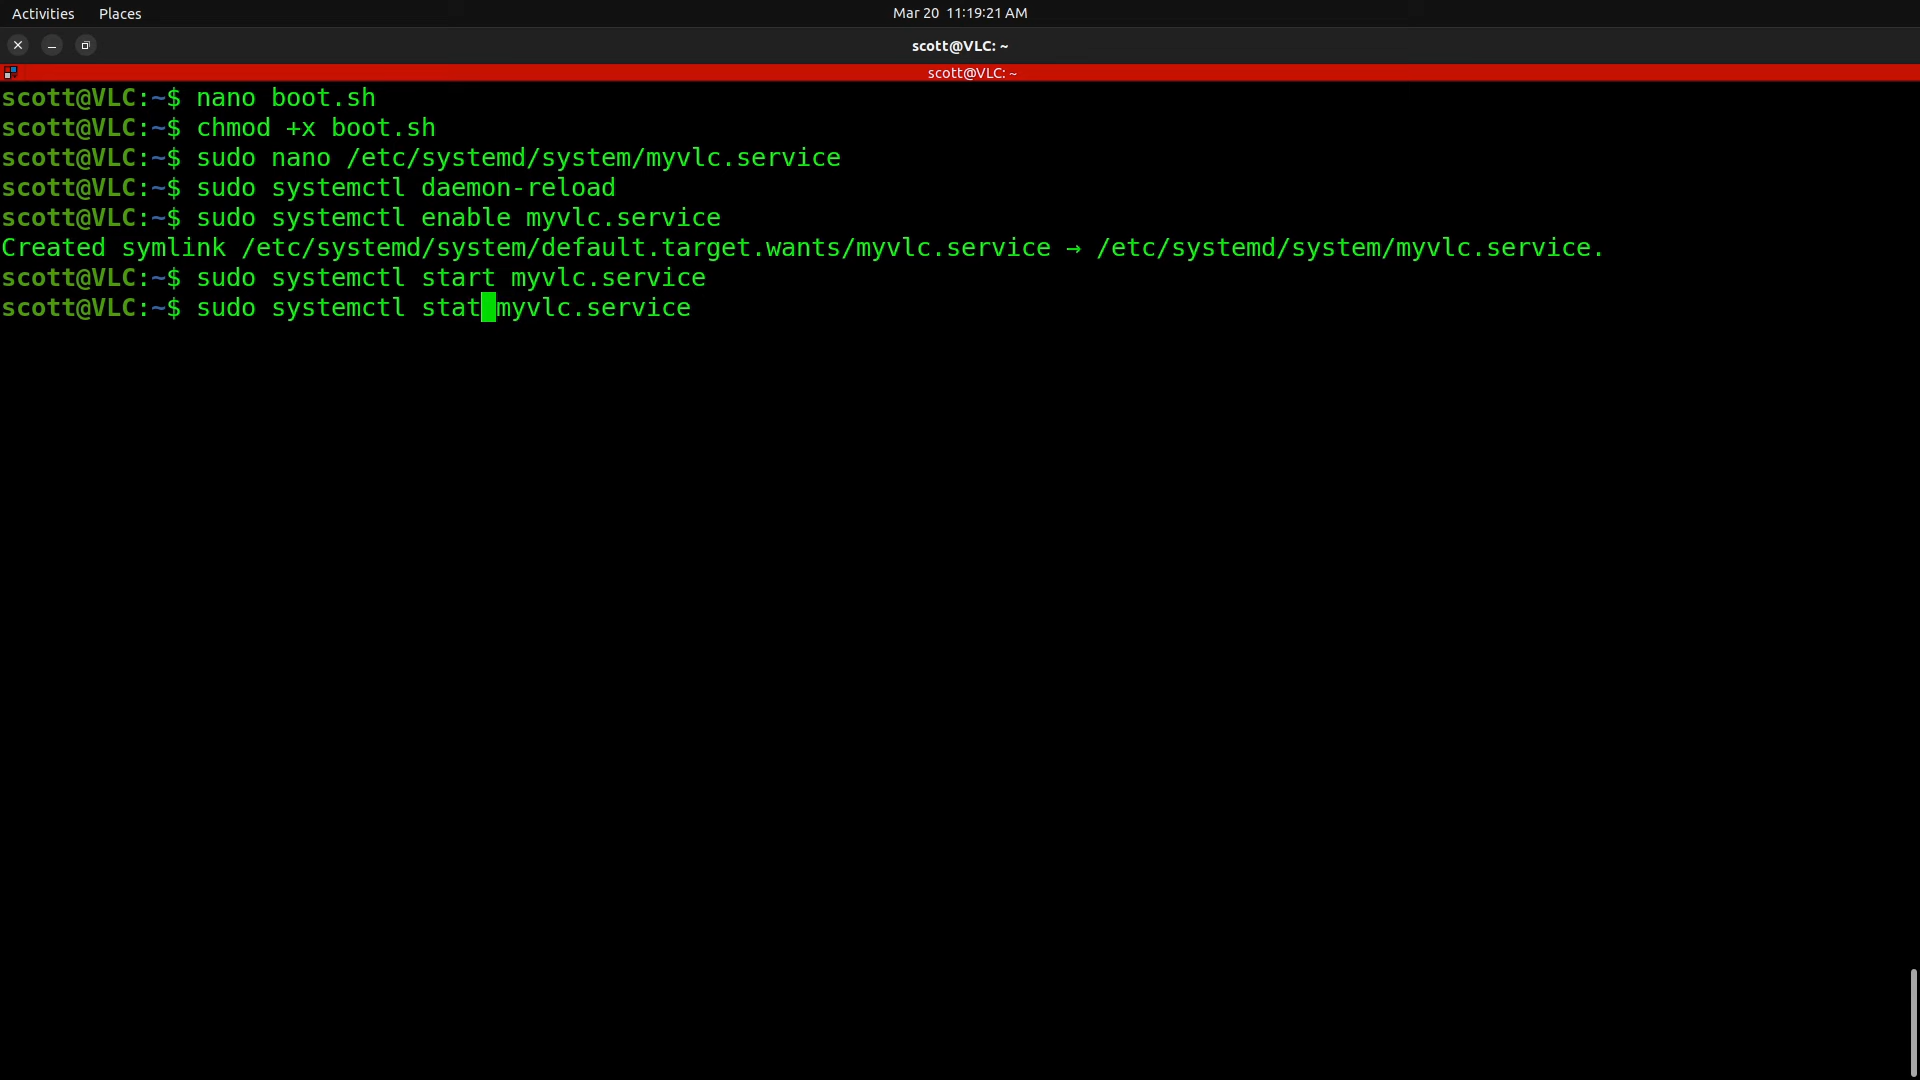 Activities Places Mar 20 11:19:21 AM
scott@VLC: ~
scott@VLC: ~
scott@VLC:~$ nano boot.sh
scott@VLC:~$ chmod +x boot.sh
scott@VLC:~$ sudo nano /etc/systemd/system/myvlc.service
scott@VLC:~$ sudo systemctl daemon-reload
scott@VLC:~$ sudo systemctl enable myvlc.service
Created symlink /etc/systemd/system/default.target.wants/myvlc.service → /etc/systemd/system/myvlc.service.
scott@VLC:~$ sudo systemctl start myvlc.service
scott@VLC:~$ sudo systemctl stat myvlc.service